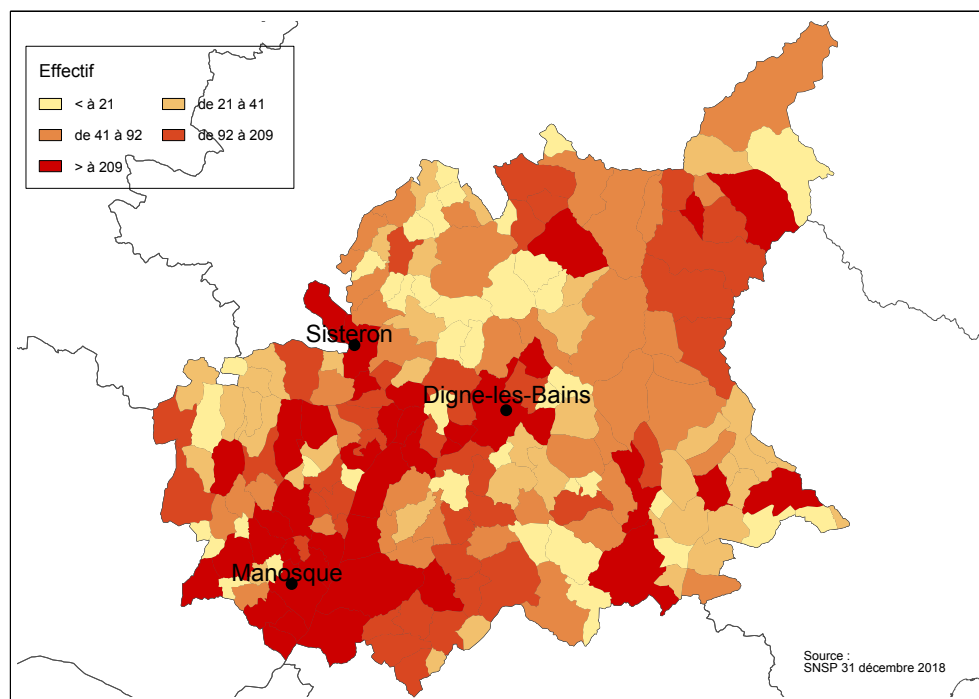 Effectif
< à 21
de 21 à 41
de 41 à 92
de 92 à 209
> à 209
Sisteron
Digne-les-Bains
Manosque
Source :
SNSP 31 décembre 2018